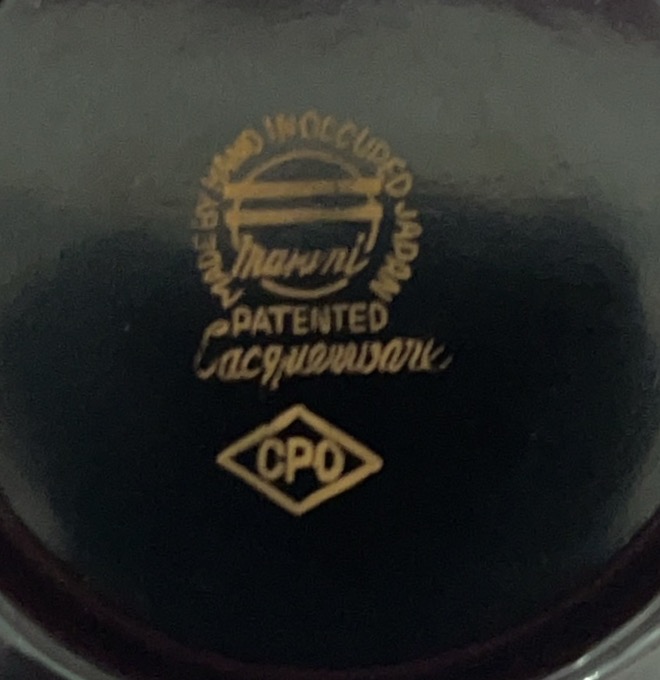 MADE BY HAND IN OCCUPIED JAPAN
Maruni
PATENTED
Lacquerware
CPO